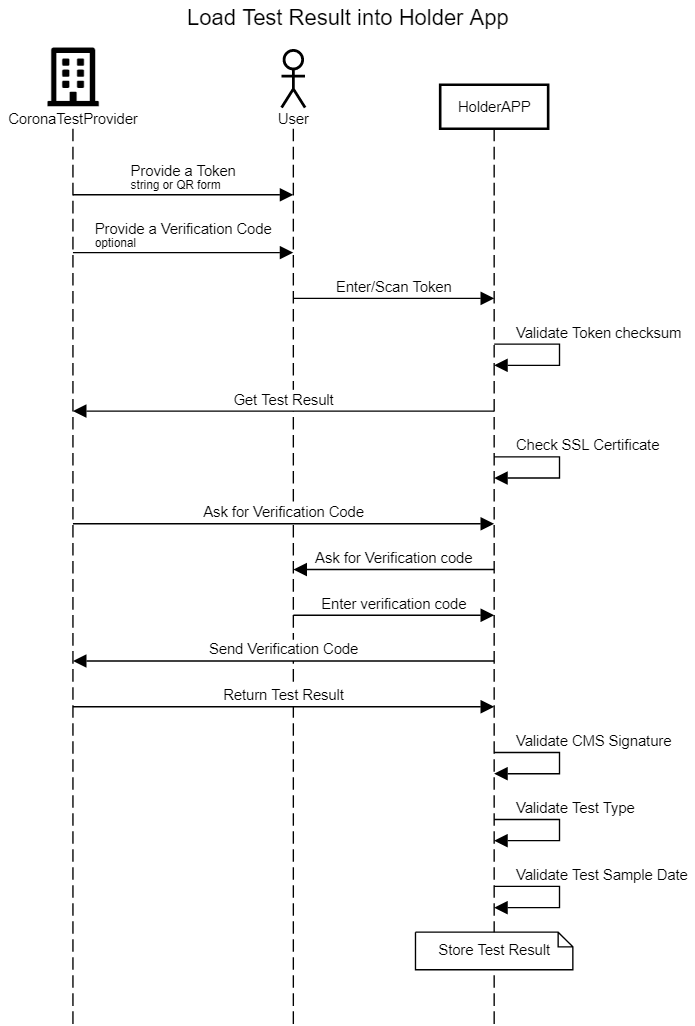 Load Test Result into Holder App
CoronaTestProvider
User
HolderAPP
Provide a Token
string or QR form
Provide a Verification Code
optional
Enter/Scan Token
Validate Token checksum
Get Test Result
Check SSL Certificate
Ask for Verification Code
Ask for Verification code
Enter verification code
Send Verification Code
Return Test Result
Validate CMS Signature
Validate Test Type
Validate Test Sample Date
Store Test Result